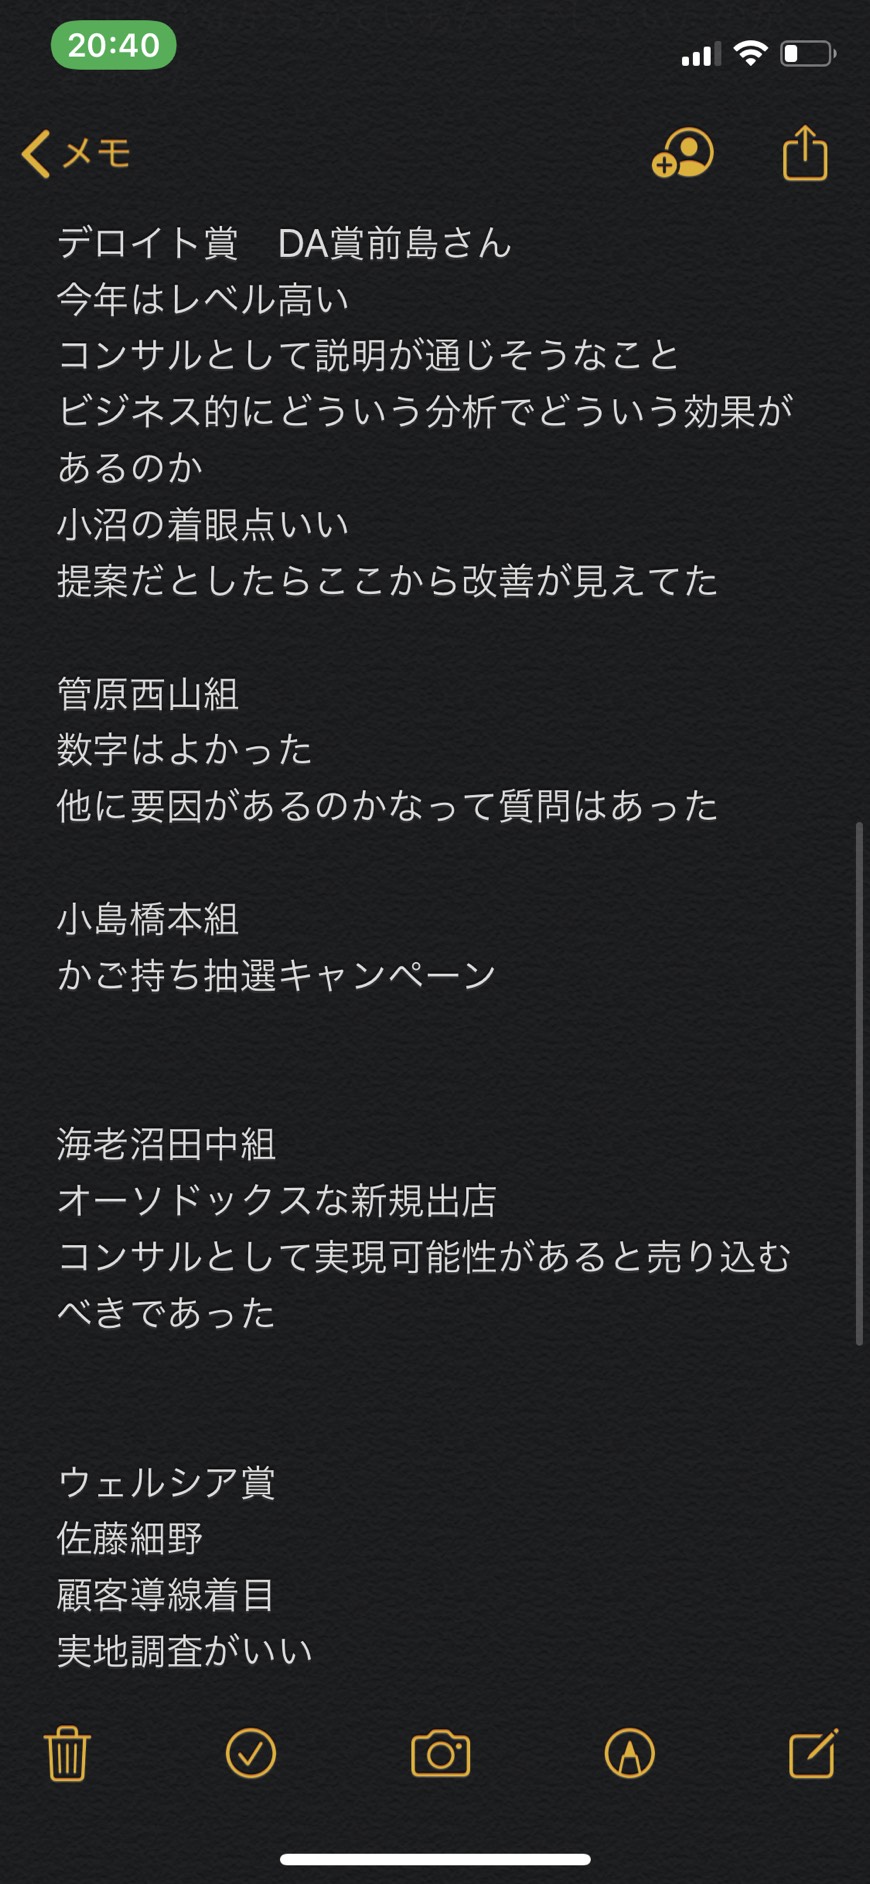 20:40
メモ
デロイト賞　DA賞前島さん
今年はレベル高い
コンサルとして説明が通じそうなこと
ビジネス的にどういう分析でどういう効果が
あるのか
小沼の着眼点いい
提案だとしたらここから改善が見えてた
管原西山組
数字はよかった
他に要因があるのかなって質問はあった
小島橋本組
かご持ち抽選キャンペーン
海老沼田中組
オーソドックスな新規出店
コンサルとして実現可能性があると売り込む
べきであった
ウェルシア賞
佐藤細野
顧客導線着目
実地調査がいい